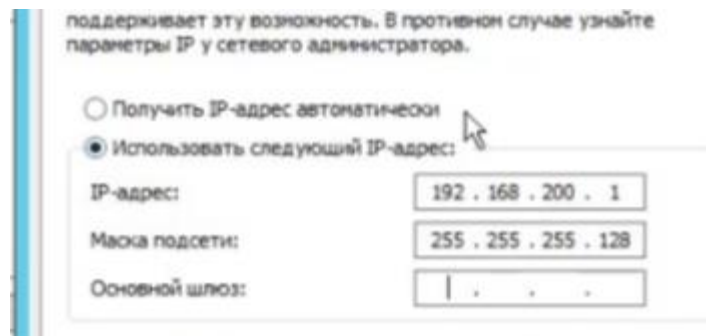 поддерживает эту возможность. В противном случае узнайте
параметры IP у сетевого администратора.
Получить IP-адрес автоматически
Использовать следующий IP-адрес:
IP-адрес: 192 . 168 . 200 . 1
Маска подсети: 255 . 255 . 255 . 128
Основной шлюз: . . .